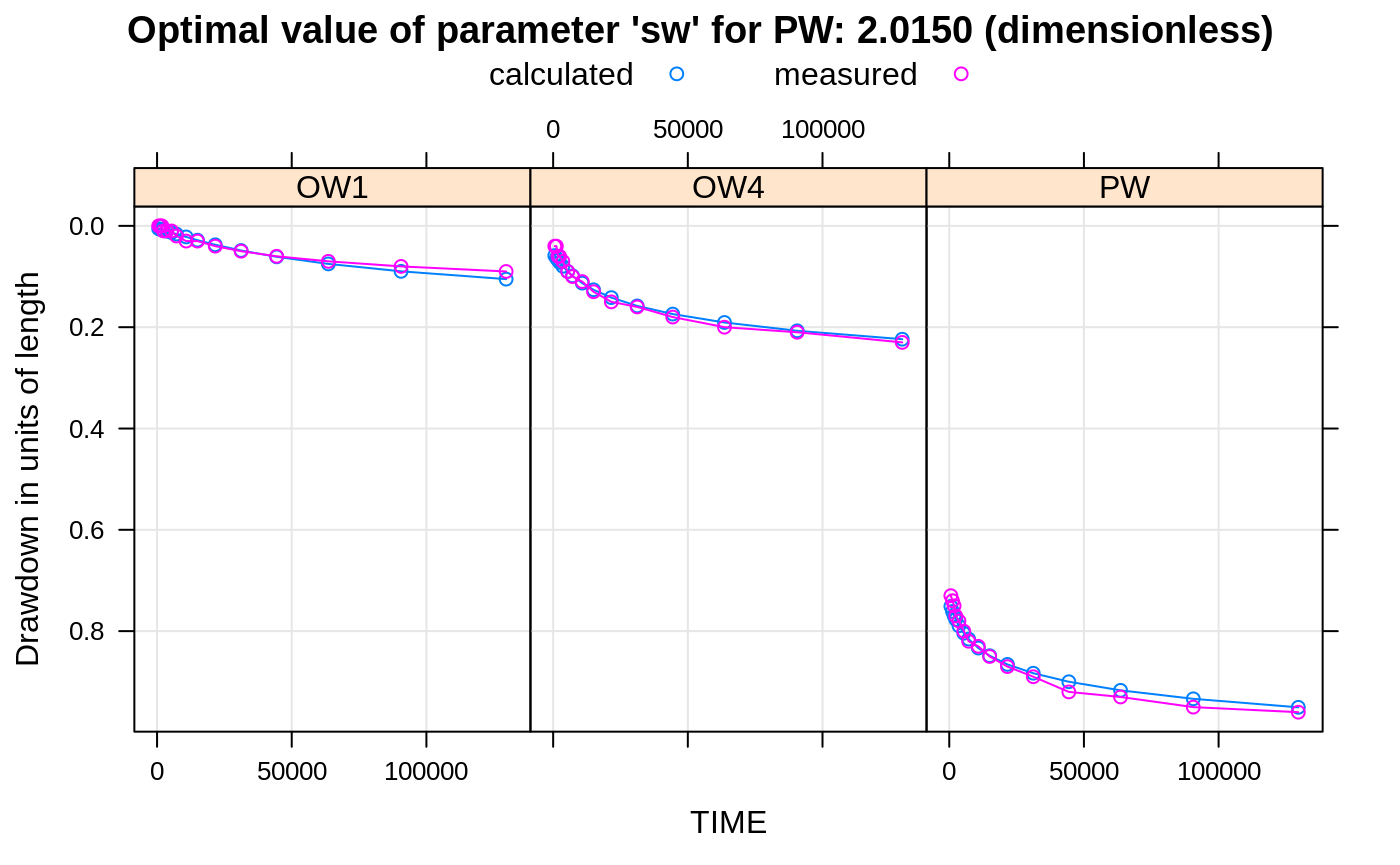 Optimal value of parameter 'sw' for PW: 2.0150 (dimensionless)
calculated measured
0 50000 100000
OW1 OW4 PW
0.0
0.2
0.4
0.6
0.8
Drawdown in units of length
0 50000 100000 0 50000 100000
TIME